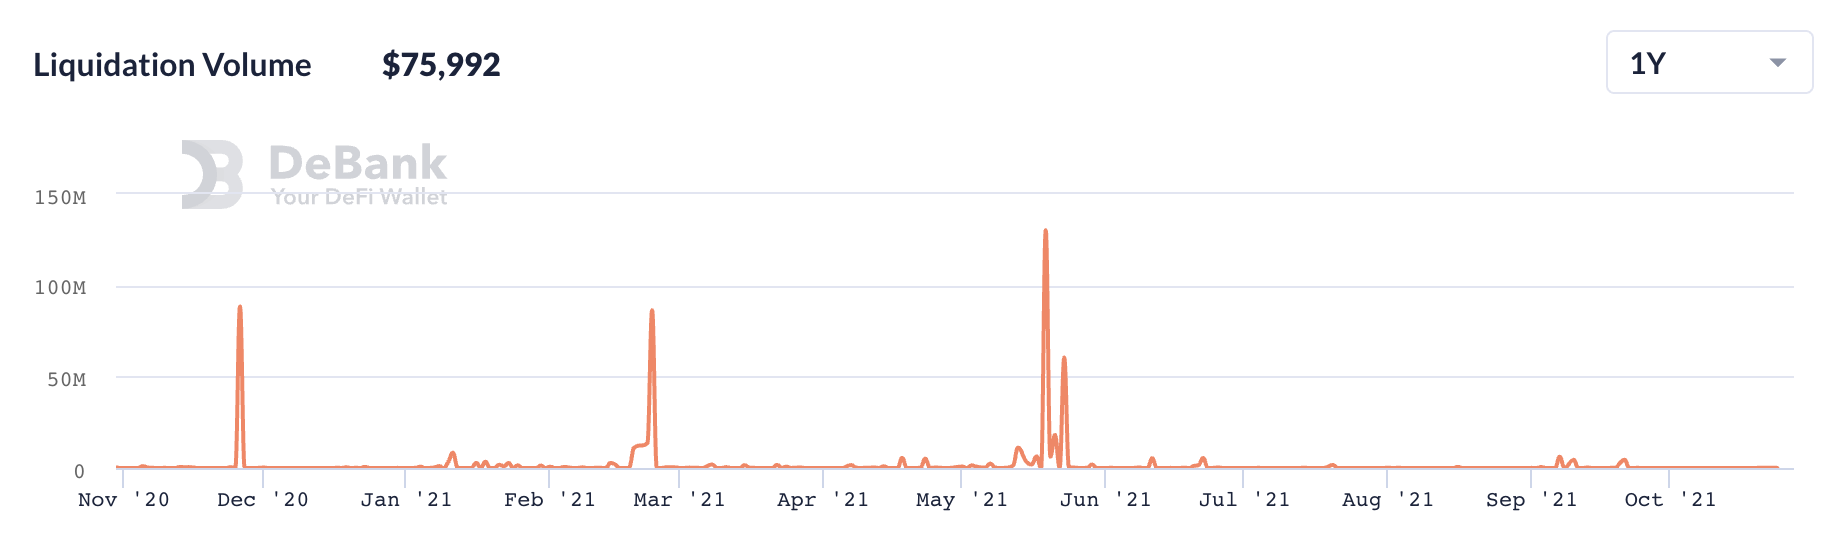 Liquidation Volume $75,992 1Y
DeBank
Your DeFi Wallet
150M
100M
50M
0
Nov '20 Dec '20 Jan '21 Feb '21 Mar '21 Apr '21 May '21 Jun '21 Jul '21 Aug '21 Sep '21 Oct '21